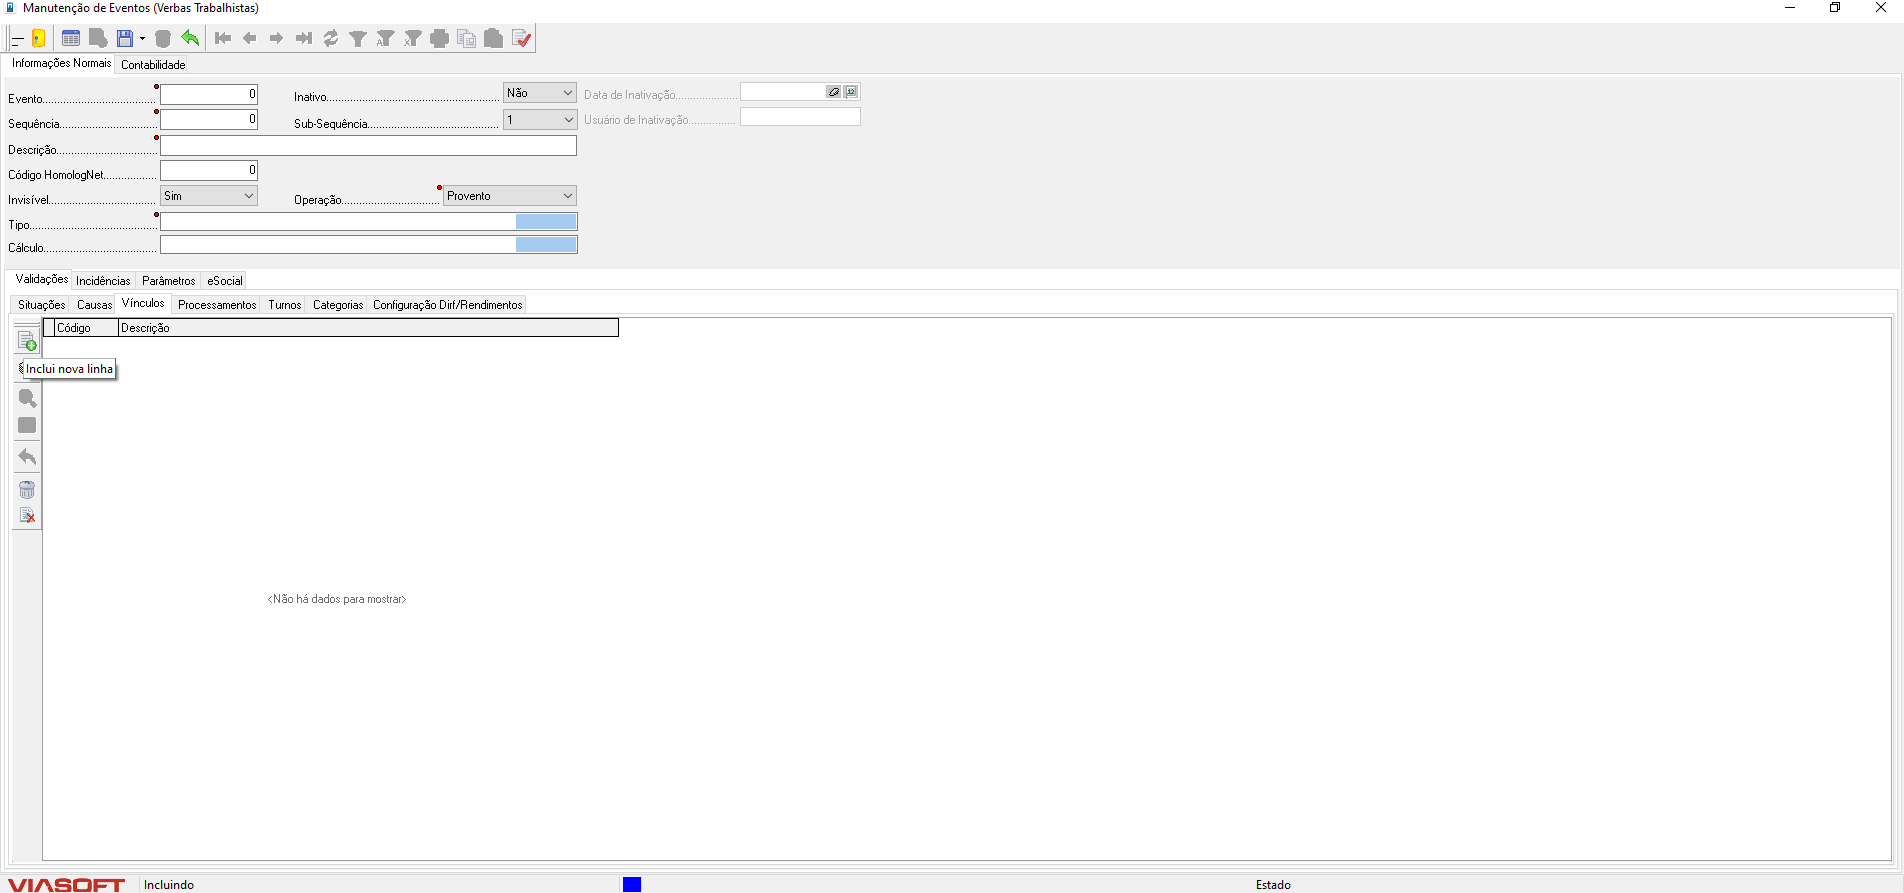 Manutenção de Eventos (Verbas Trabalhistas)
Informações Normais Contabilidade
Evento 0 Inativo Não Data de Inativação
Sequência 0 Sub-Sequência 1 Usuário de Inativação
Descrição
Código HomologNet 0
Invisível Sim Operação Provento
Tipo
Cálculo
Validações Incidências Parâmetros eSocial
Situações Causas Vínculos Processamentos Turnos Categorias Configuração Dirf/Rendimentos
Código Descrição
Inclui nova linha
<Não há dados para mostrar>
VIASOFT Incluindo Estado